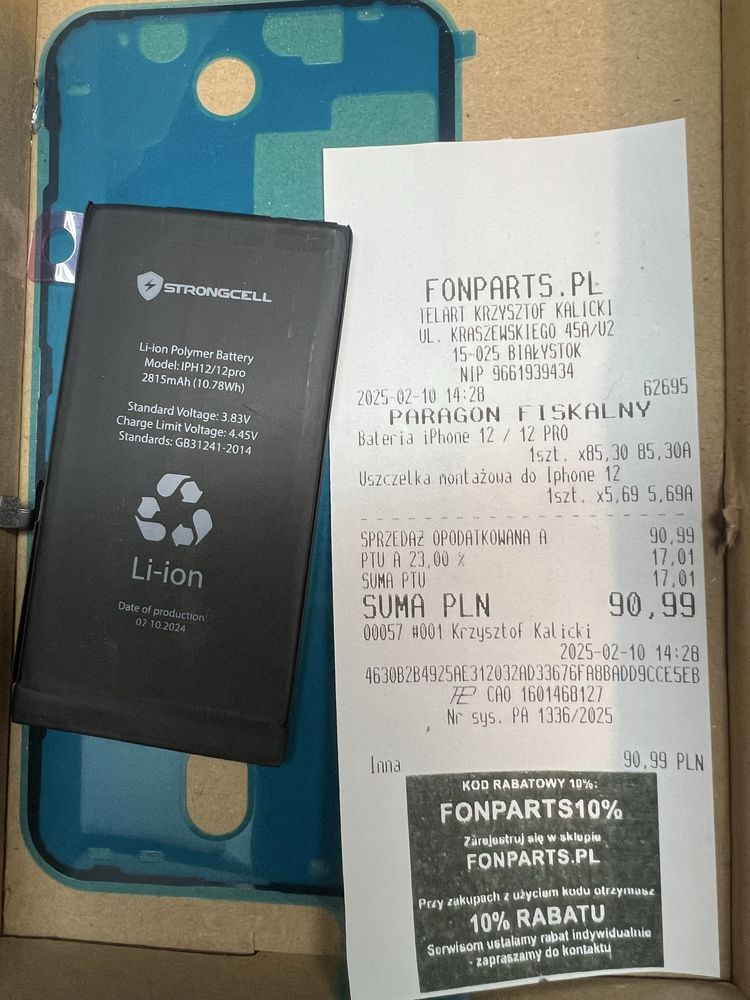 STRONGCELL
Li-ion Polymer Battery
Model: IPH12/12pro
2815mAh (10.78Wh)
Standard Voltage: 3.83V
Charge Limit Voltage: 4.45V
Standards: GB31241-2014
Li-ion
Date of production
02.10.2024
FONPARTS.PL
TELART KRZYSZTOF KALICKI
UL. KRASZEWSKIEGO 45A/U2
15-025 BIAŁYSTOK
NIP 9661939434
2025-02-10 14:28 62695
PARAGON FISKALNY
Bateria iPhone 12 / 12 PRO
1szt. x85,30 85,30A
Uszczelka montażowa do Iphone 12
1szt. x5,69 5,69A
SPRZEDAŻ OPODATKOWANA A 90,99
PTU A 23,00 % 17,01
SUMA PTU 17,01
SUMA PLN 90,99
00057 #001 Krzysztof Kalicki
2025-02-10 14:28
4630B2B4925AE312032AD33676FA8BADD9CCE5EB
CAO 1601468127
Nr sys. PA 1336/2025
Inna 90,99 PLN
KOD RABATOWY 10%:
FONPARTS10%
Zarejestruj się w sklepie
FONPARTS.PL
Przy zakupach z użyciem kodu otrzymasz
10% RABATU
Serwisom ustalamy rabat indywidualnie
- zapraszamy do kontaktu